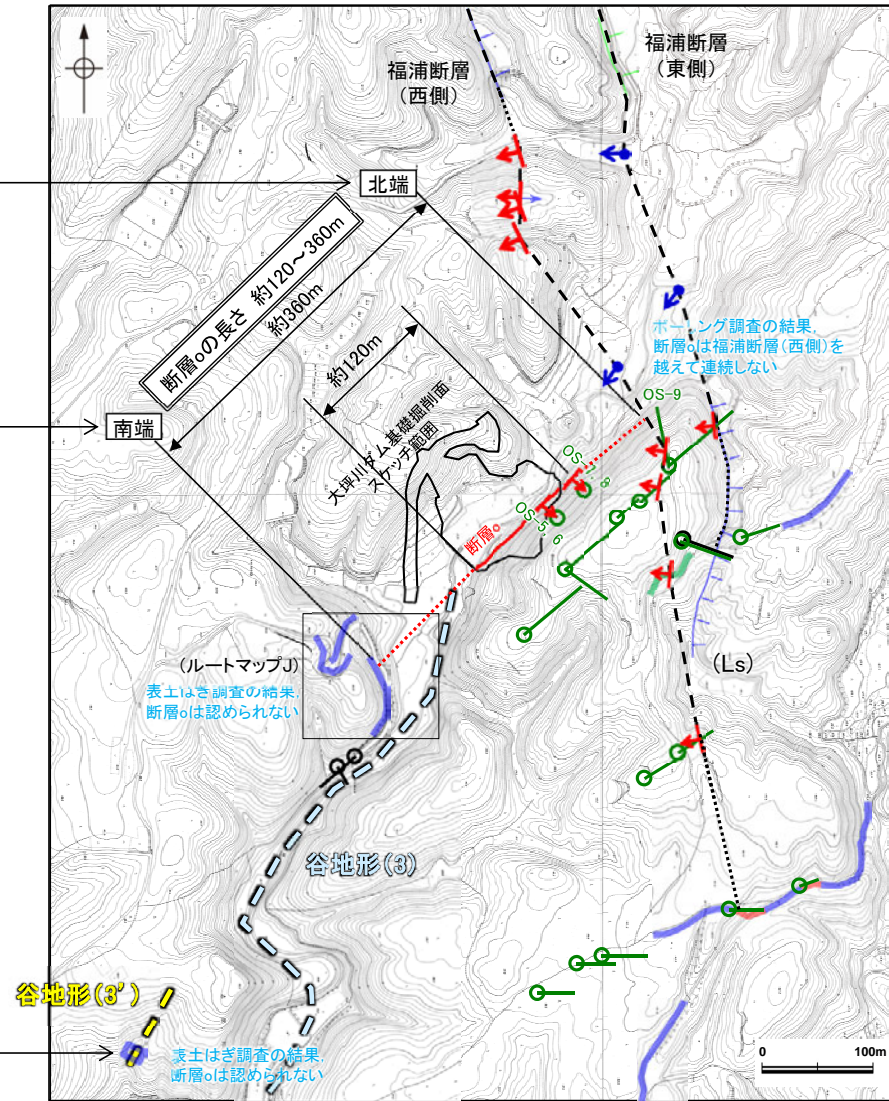 福浦断層
（西側）
福浦断層
（東側）
北端
断層oの長さ 約120～360m
約360m
約120m
南端
大坪川ダム基礎掘削面
スケッチ範囲
ボーリング調査の結果，
断層oは福浦断層（西側）を
越えて連続しない
OS-9
OS-7, 8
OS-5, 6
断層o
（ルートマップJ）
表土はぎ調査の結果，
断層oは認められない
（Ls）
谷地形（3）
谷地形（3’）
表土はぎ調査の結果，
断層oは認められない
0 100m